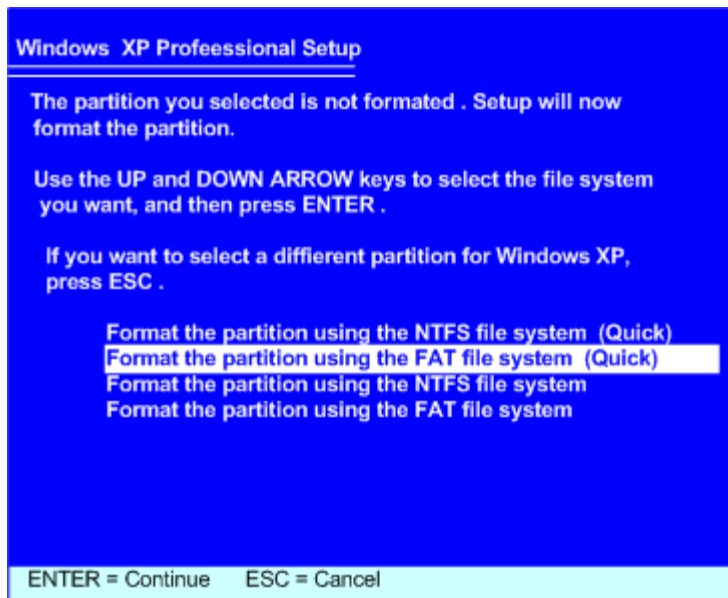 Windows  XP Profeessional Setup
The partition you selected is not formated . Setup will now
format the partition.
Use the UP and DOWN ARROW keys to select the file system
you want, and then press ENTER .
If you want to select a diffierent partition for Windows XP,
press ESC .
Format the partition using the NTFS file system  (Quick)
Format the partition using the FAT file system  (Quick)
Format the partition using the NTFS file system
Format the partition using the FAT file system
ENTER = Continue    ESC = Cancel